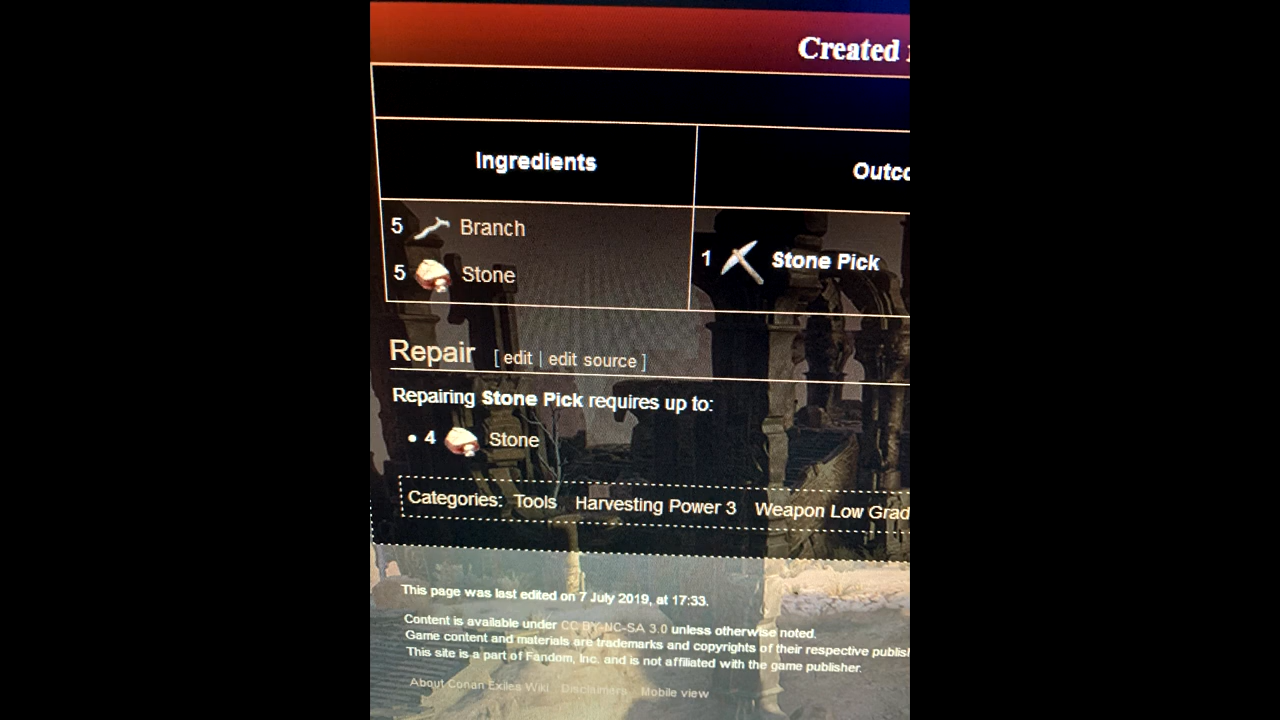 Created
Ingredients
5 Branch
5 Stone
1 Stone Pick
Repair [ edit | edit source ]
Repairing Stone Pick requires up to:
• 4 Stone
Categories: Tools Harvesting Power 3 Weapon Low
This page was last edited on 7 July 2019, at 17:33.
Content is available under CC BY-NC-SA 3.0 unless otherwise noted.
Game content and materials are trademarks and copyrights of their respective
This site is a part of Fandom, Inc. and is not affiliated with the game publisher.
About Conan Exiles Wiki Disclaimers Mobile view